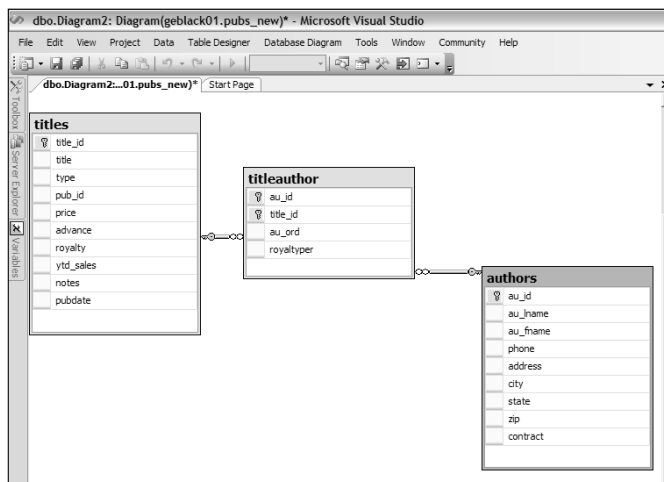 dbo.Diagram2: Diagram(geblack01.pubs_new)* - Microsoft Visual Studio
File Edit View Project Data Table Designer Database Diagram Tools Window Community Help
dbo.Diagram2:...01.pubs_new)* Start Page
Toolbox
Server Explorer
Variables
titles
title_id
title
type
pub_id
price
advance
royalty
ytd_sales
notes
pubdate
titleauthor
au_id
title_id
au_ord
royaltyper
authors
au_id
au_lname
au_fname
phone
address
city
state
zip
contract